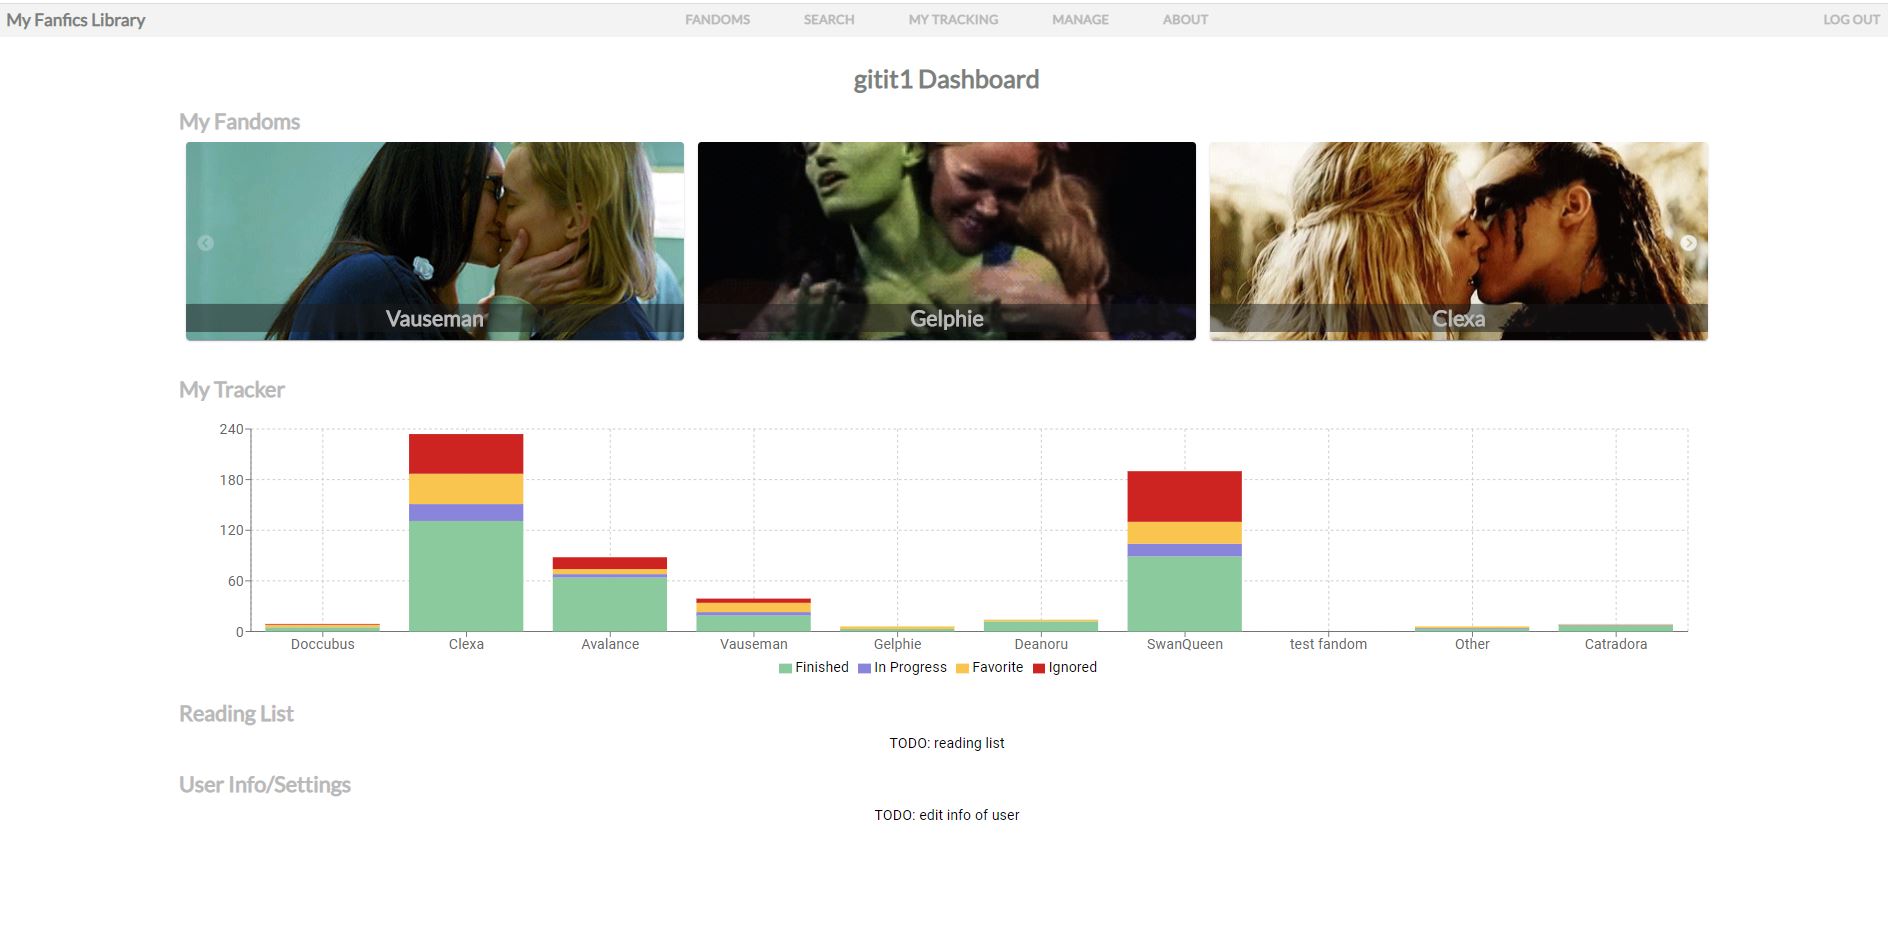 My Fanfics Library FANDOMS SEARCH MY TRACKING MANAGE ABOUT LOG OUT
gitit1 Dashboard
My Fandoms
Vauseman Gelphie Clexa
My Tracker
240
180
120
60
0
Doccubus Clexa Avalance Vauseman Gelphie Deanoru SwanQueen test fandom Other Catradora
Finished In Progress Favorite Ignored
Reading List
TODO: reading list
User Info/Settings
TODO: edit info of user